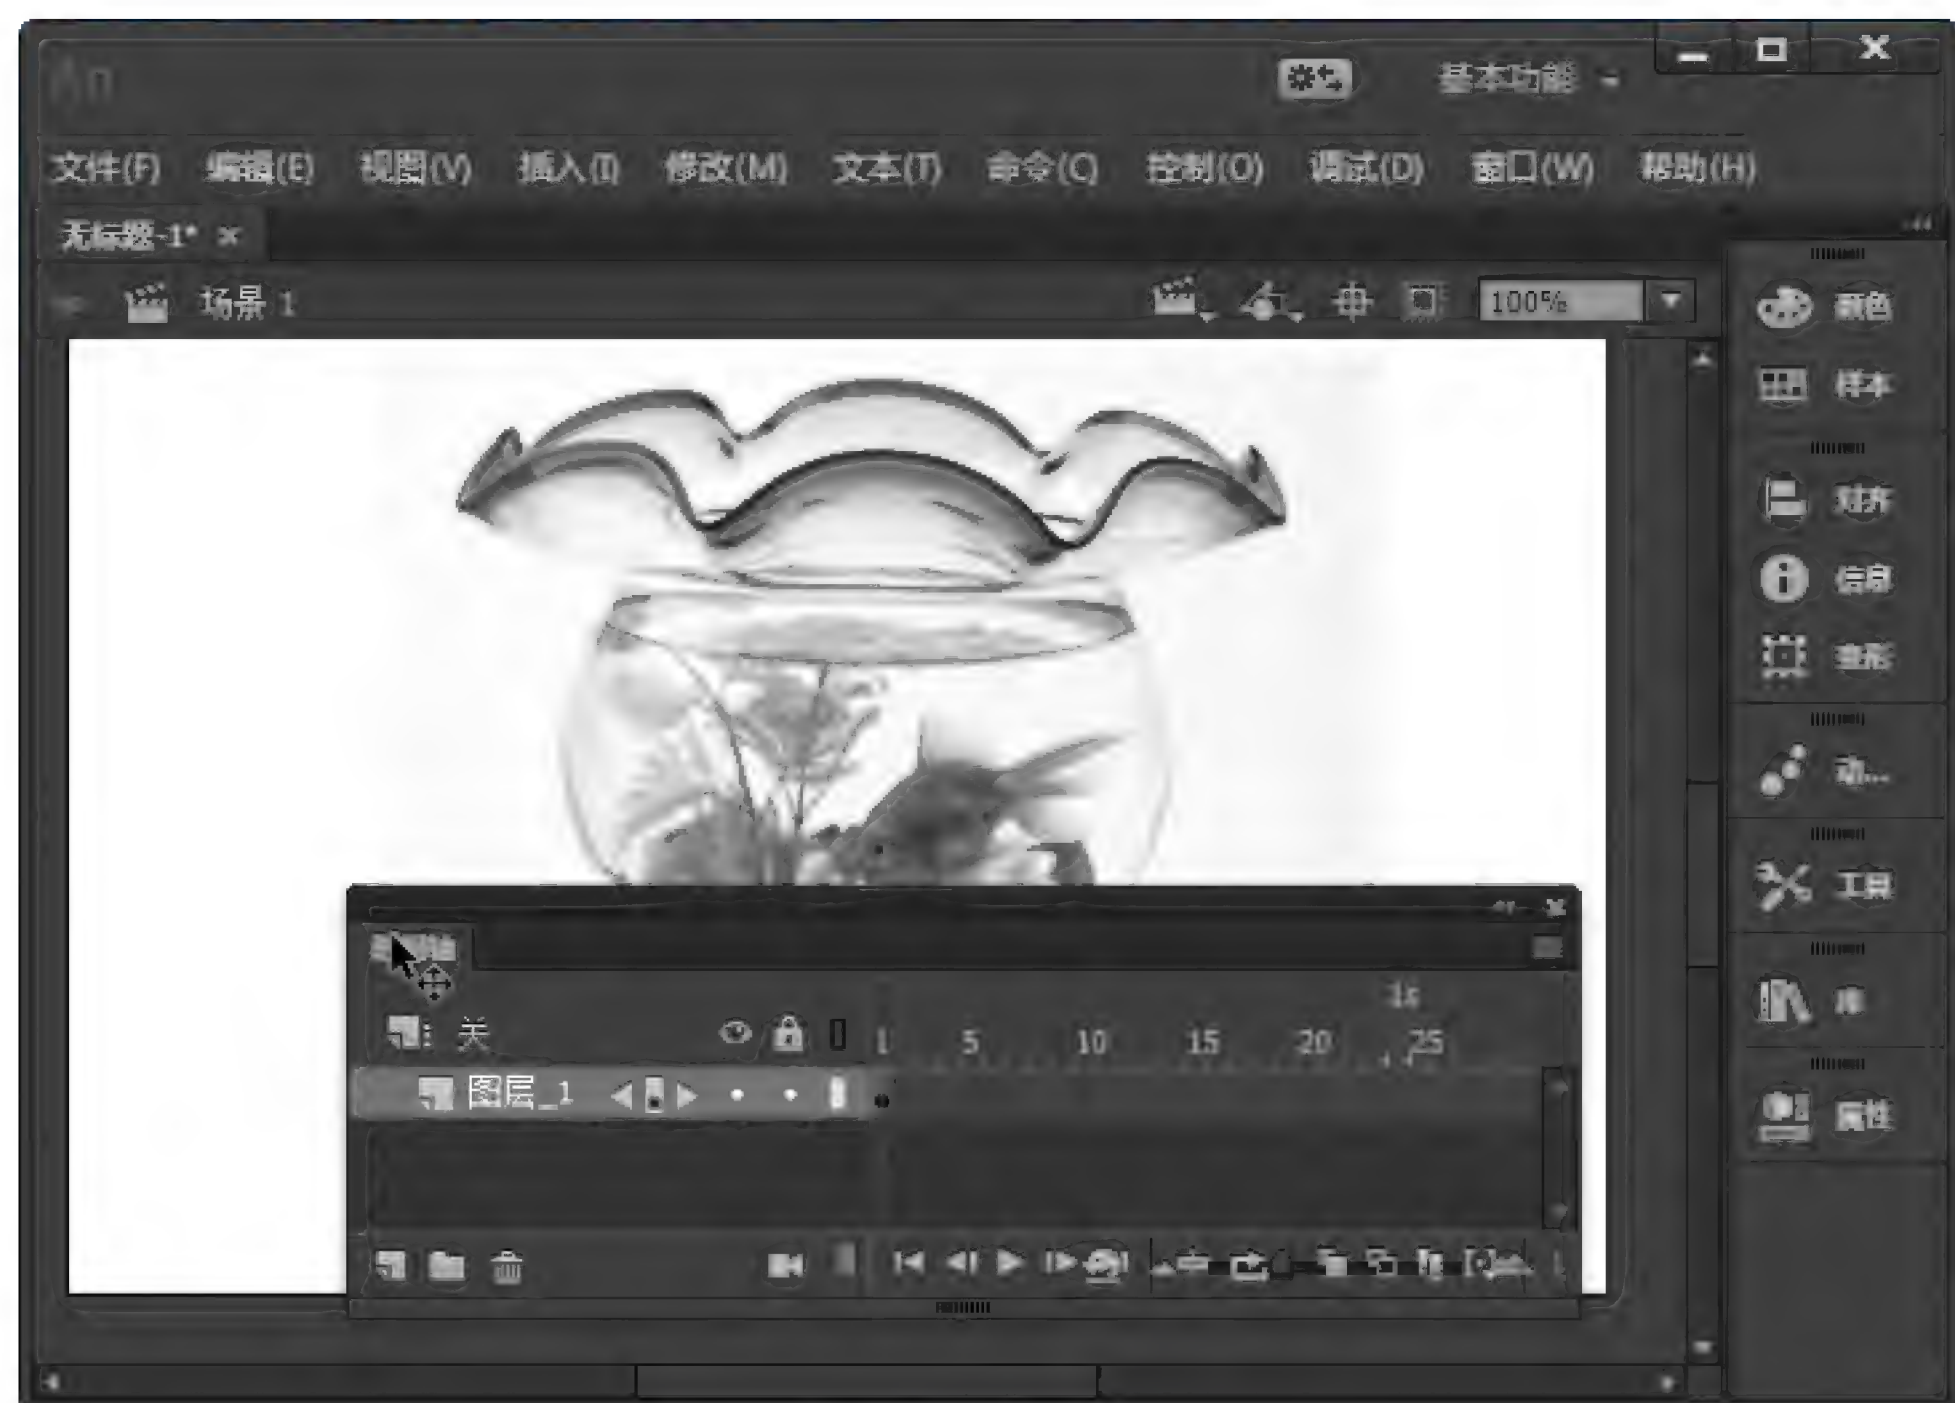 An
基本功能
文件(F) 编辑(E) 视图(V) 插入(I) 修改(M) 文本(T) 命令(C) 控制(O) 调试(D) 窗口(W) 帮助(H)
无标题-1*
场景 1
100%
颜色
样本
对齐
信息
变形
动...
工具
库
属性
1s
关
1 5 10 15 20 25
图层_1